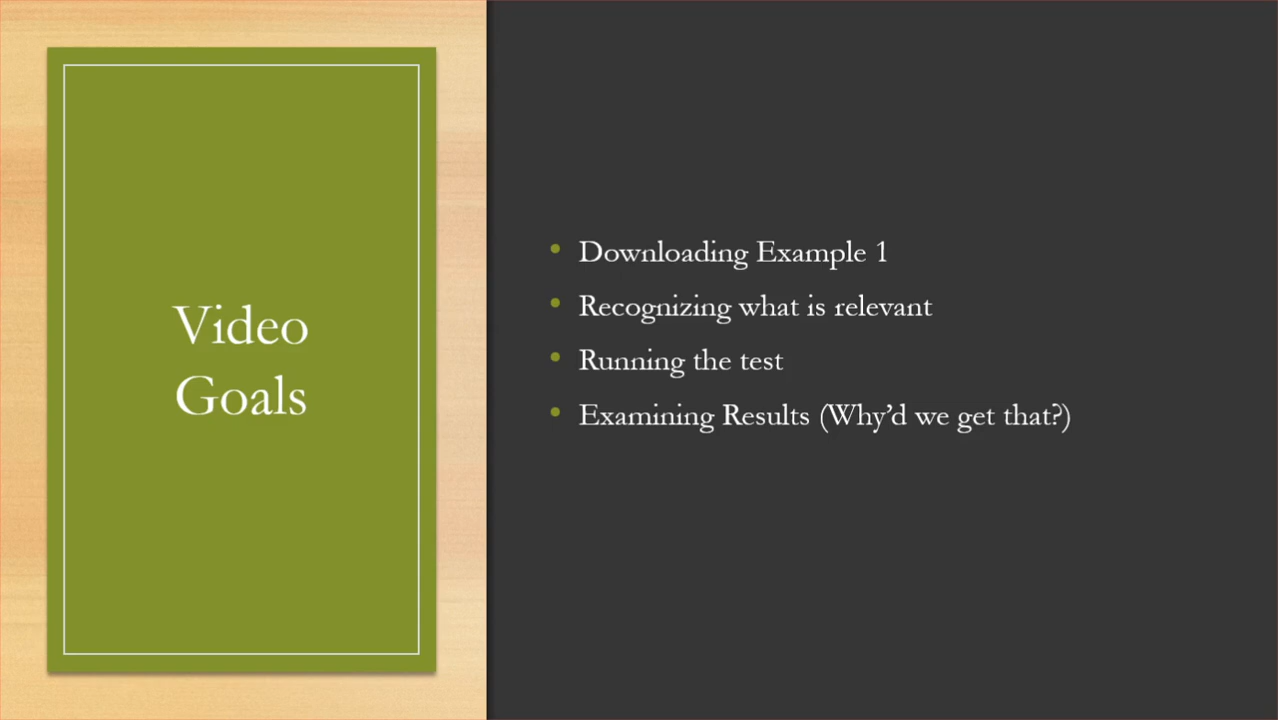 Video
Goals
• Downloading Example 1
• Recognizing what is relevant
• Running the test
• Examining Results (Why’d we get that?)